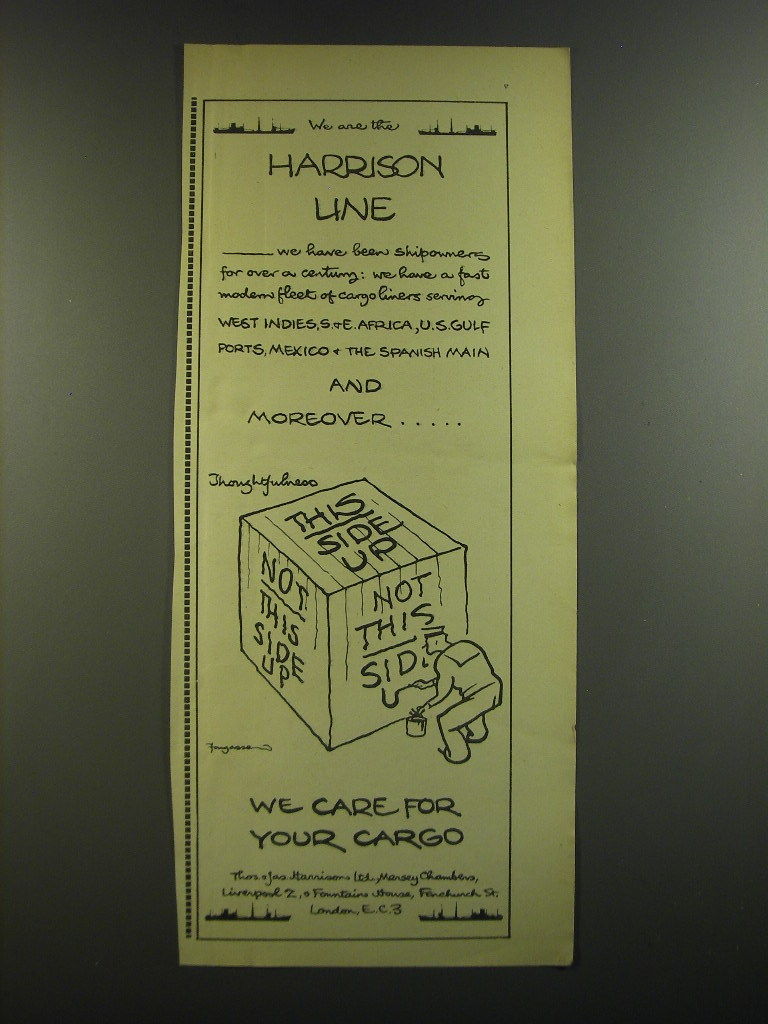 We are the
HARRISON
LINE
we have been shipowners
for over a century: we have a fast
modern fleet of cargo liners serving
WEST INDIES, S.&E. AFRICA, U.S. GULF
PORTS, MEXICO & THE SPANISH MAIN
AND
MOREOVER . . . . .
Thoughtfulness
THIS
SIDE
UP
NOT
THIS
SIDE
UP
NOT
THIS
SIDE
U
Fougasse
WE CARE FOR
YOUR CARGO
Thos. & Jas. Harrison Ltd., Mersey Chambers,
Liverpool 2, & Fountain House, Fenchurch St.
London, E.C.3